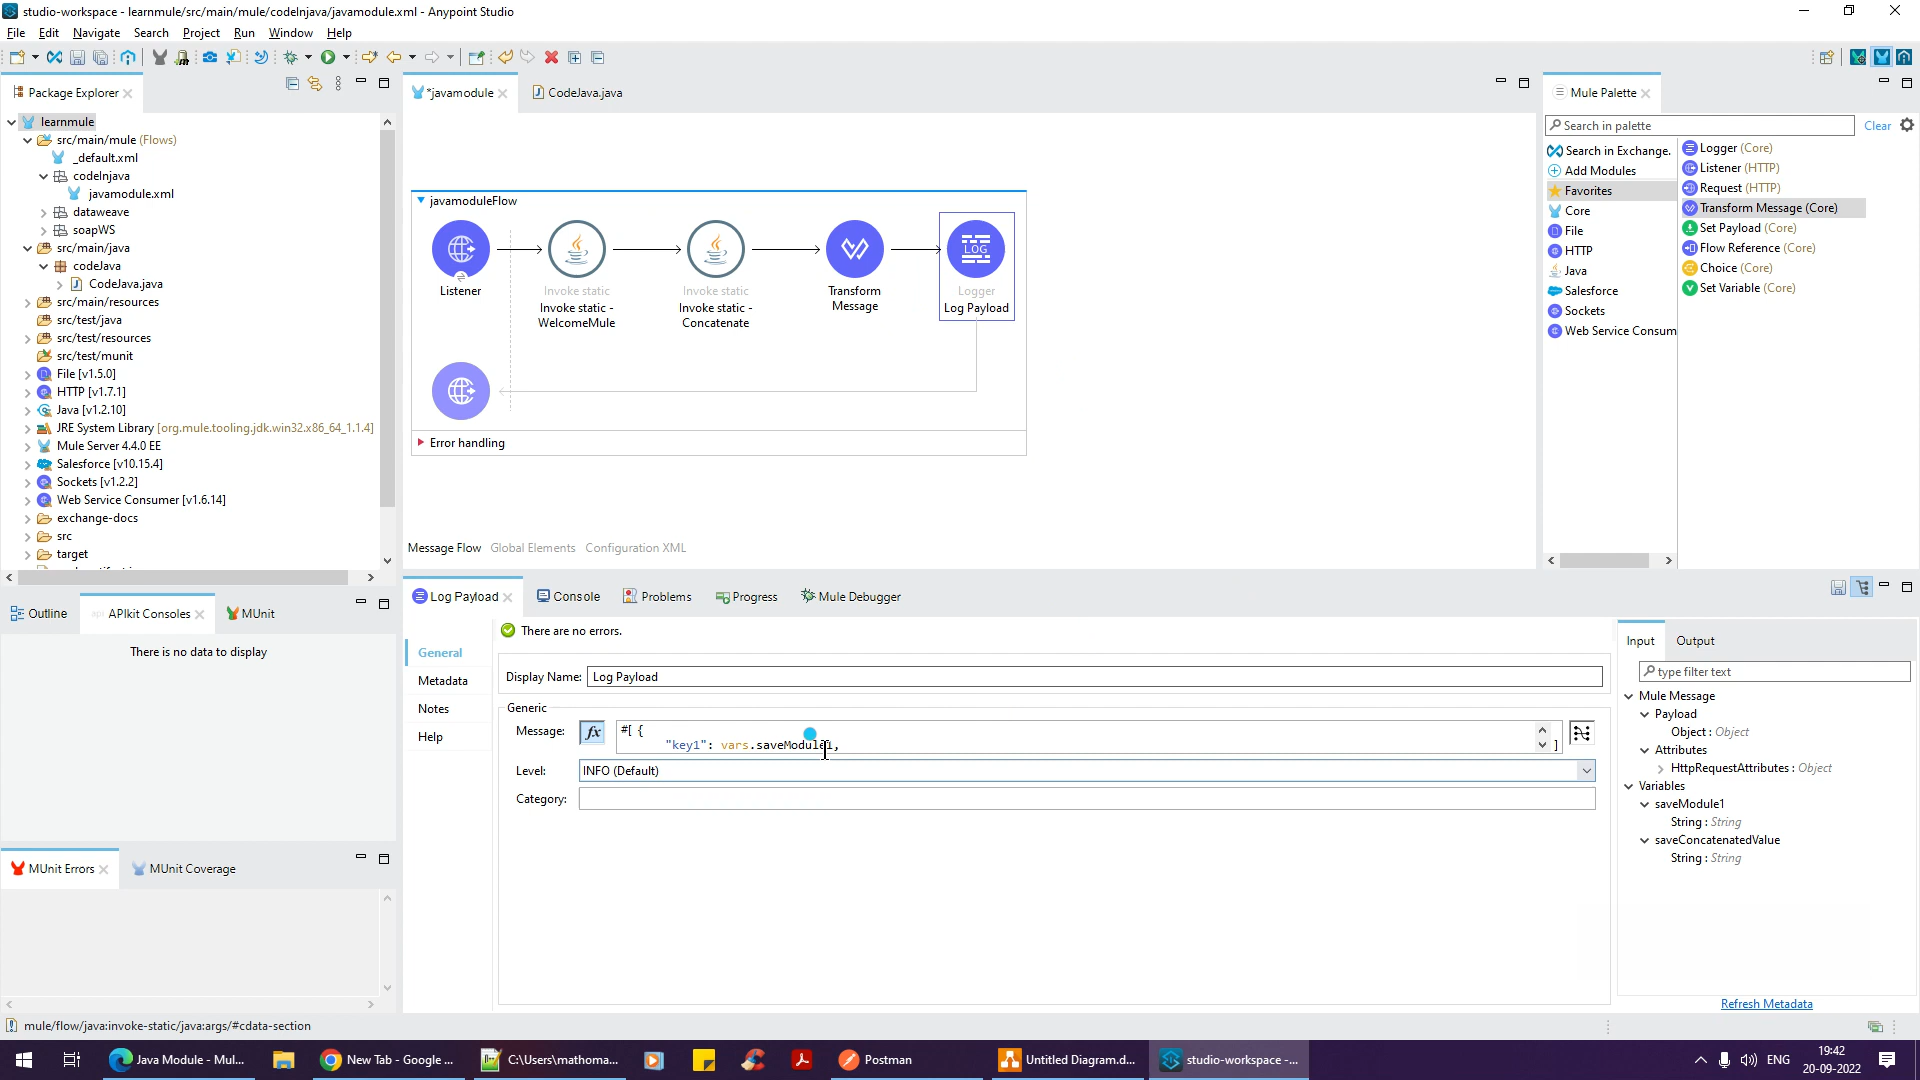 studio-workspace - learnmule/src/main/mule/codeInjava/javamodule.xml - Anypoint Studio
File Edit Navigate Search Project Run Window Help
Package Explorer
learnmule
src/main/mule (Flows)
_default.xml
codeInjava
javamodule.xml
dataweave
soapWS
src/main/java
codeJava
CodeJava.java
src/main/resources
src/test/java
src/test/resources
src/test/munit
File [v1.5.0]
HTTP [v1.7.1]
Java [v1.2.10]
JRE System Library [org.mule.tooling.jdk.win32.x86_64_1.1.4]
Mule Server 4.4.0 EE
Salesforce [v10.15.4]
Sockets [v1.2.2]
Web Service Consumer [v1.6.14]
exchange-docs
src
target
*javamodule
CodeJava.java
javamoduleFlow
Listener
Invoke static
Invoke static -
WelcomeMule
Invoke static
Invoke static -
Concatenate
Transform
Message
LOG
Logger
Log Payload
Error handling
Message Flow Global Elements Configuration XML
Mule Palette
Search in palette
Clear
Search in Exchange.
Add Modules
Favorites
Core
File
HTTP
Java
Salesforce
Sockets
Web Service Consum
Logger (Core)
Listener (HTTP)
Request (HTTP)
Transform Message (Core)
Set Payload (Core)
Flow Reference (Core)
Choice (Core)
Set Variable (Core)
Outline
APIkit Consoles
MUnit
There is no data to display
MUnit Errors
MUnit Coverage
Log Payload
Console
Problems
Progress
Mule Debugger
There are no errors.
General
Metadata
Notes
Help
Display Name: Log Payload
Generic
Message: fx #[ {
"key1": vars.saveModule1,
]
Level: INFO (Default)
Category:
Input Output
type filter text
Mule Message
Payload
Object : Object
Attributes
HttpRequestAttributes : Object
Variables
saveModule1
String : String
saveConcatenatedValue
String : String
Refresh Metadata
mule/flow/java:invoke-static/java:args/#cdata-section
Java Module - Mul...
New Tab - Google ...
C:\Users\mathoma...
Postman
Untitled Diagram.d...
studio-workspace -...
ENG
19:42
20-09-2022